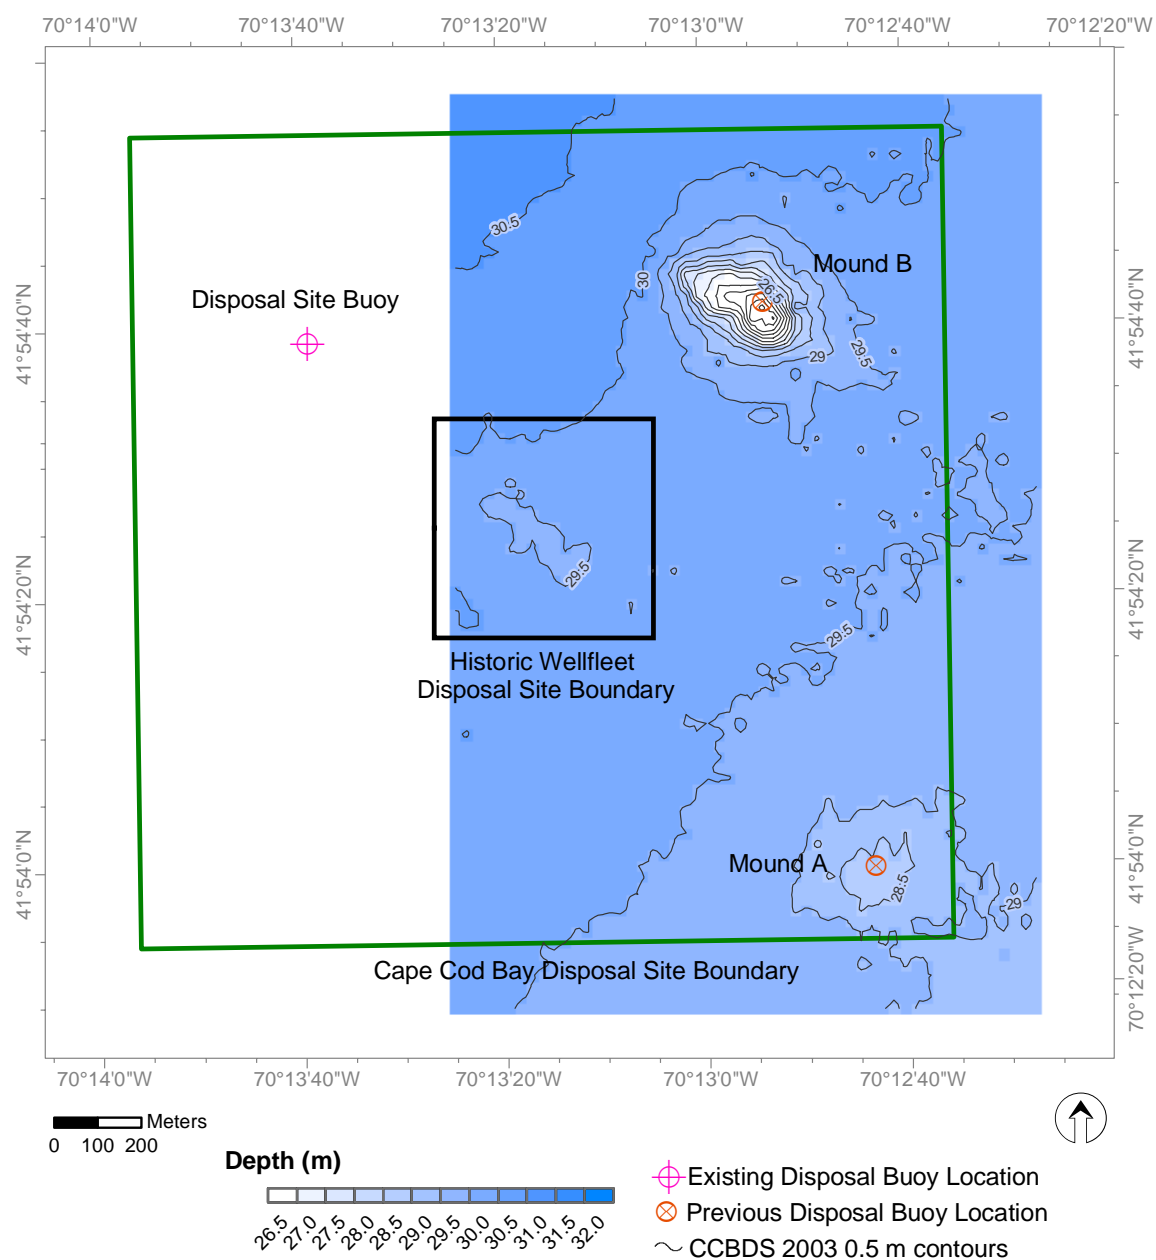 70°14'0"W 70°13'40"W 70°13'20"W 70°13'0"W 70°12'40"W 70°12'20"W
30.5
Mound B
30
26.5
Disposal Site Buoy
41°54'40"N
41°54'40"N
29
29.5
29.5
41°54'20"N
41°54'20"N
29.5
Historic Wellfleet
Disposal Site Boundary
Mound A
28.5
41°54'0"N
41°54'0"N
29
Cape Cod Bay Disposal Site Boundary
70°12'20"W
70°14'0"W 70°13'40"W 70°13'20"W 70°13'0"W 70°12'40"W
Meters
0 100 200
Depth (m)
26.5 27.0 27.5 28.0 28.5 29.0 29.5 30.0 30.5 31.0 31.5 32.0
Existing Disposal Buoy Location
Previous Disposal Buoy Location
CCBDS 2003 0.5 m contours